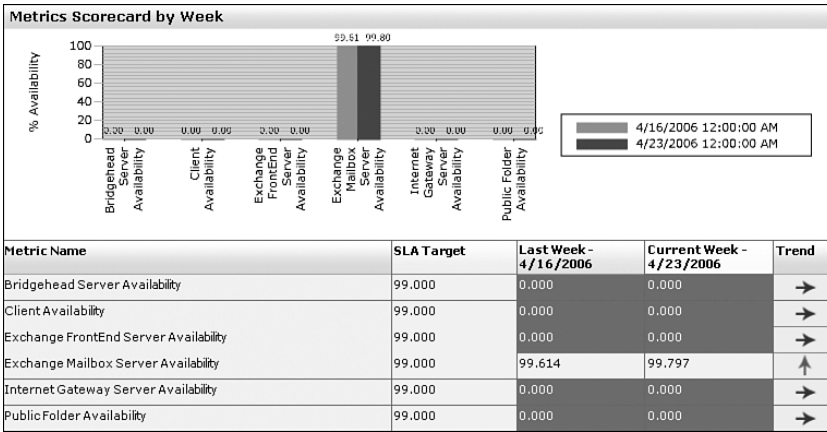 Metrics Scorecard by Week
% Availability
100
80
60
40
20
0
99.61 99.80
0.00 0.00
0.00 0.00
0.00 0.00
0.00 0.00
0.00 0.00
Bridgehead
Server
Availability
Client
Availability
Exchange
FrontEnd
Server
Availability
Exchange
Mailbox
Server
Availability
Internet
Gateway
Server
Availability
Public Folder
Availability
4/16/2006 12:00:00 AM
4/23/2006 12:00:00 AM
Metric Name SLA Target Last Week - Current Week - Trend
4/16/2006 4/23/2006
Bridgehead Server Availability 99.000 0.000 0.000
Client Availability 99.000 0.000 0.000
Exchange FrontEnd Server Availability 99.000 0.000 0.000
Exchange Mailbox Server Availability 99.000 99.614 99.797
Internet Gateway Server Availability 99.000 0.000 0.000
Public Folder Availability 99.000 0.000 0.000